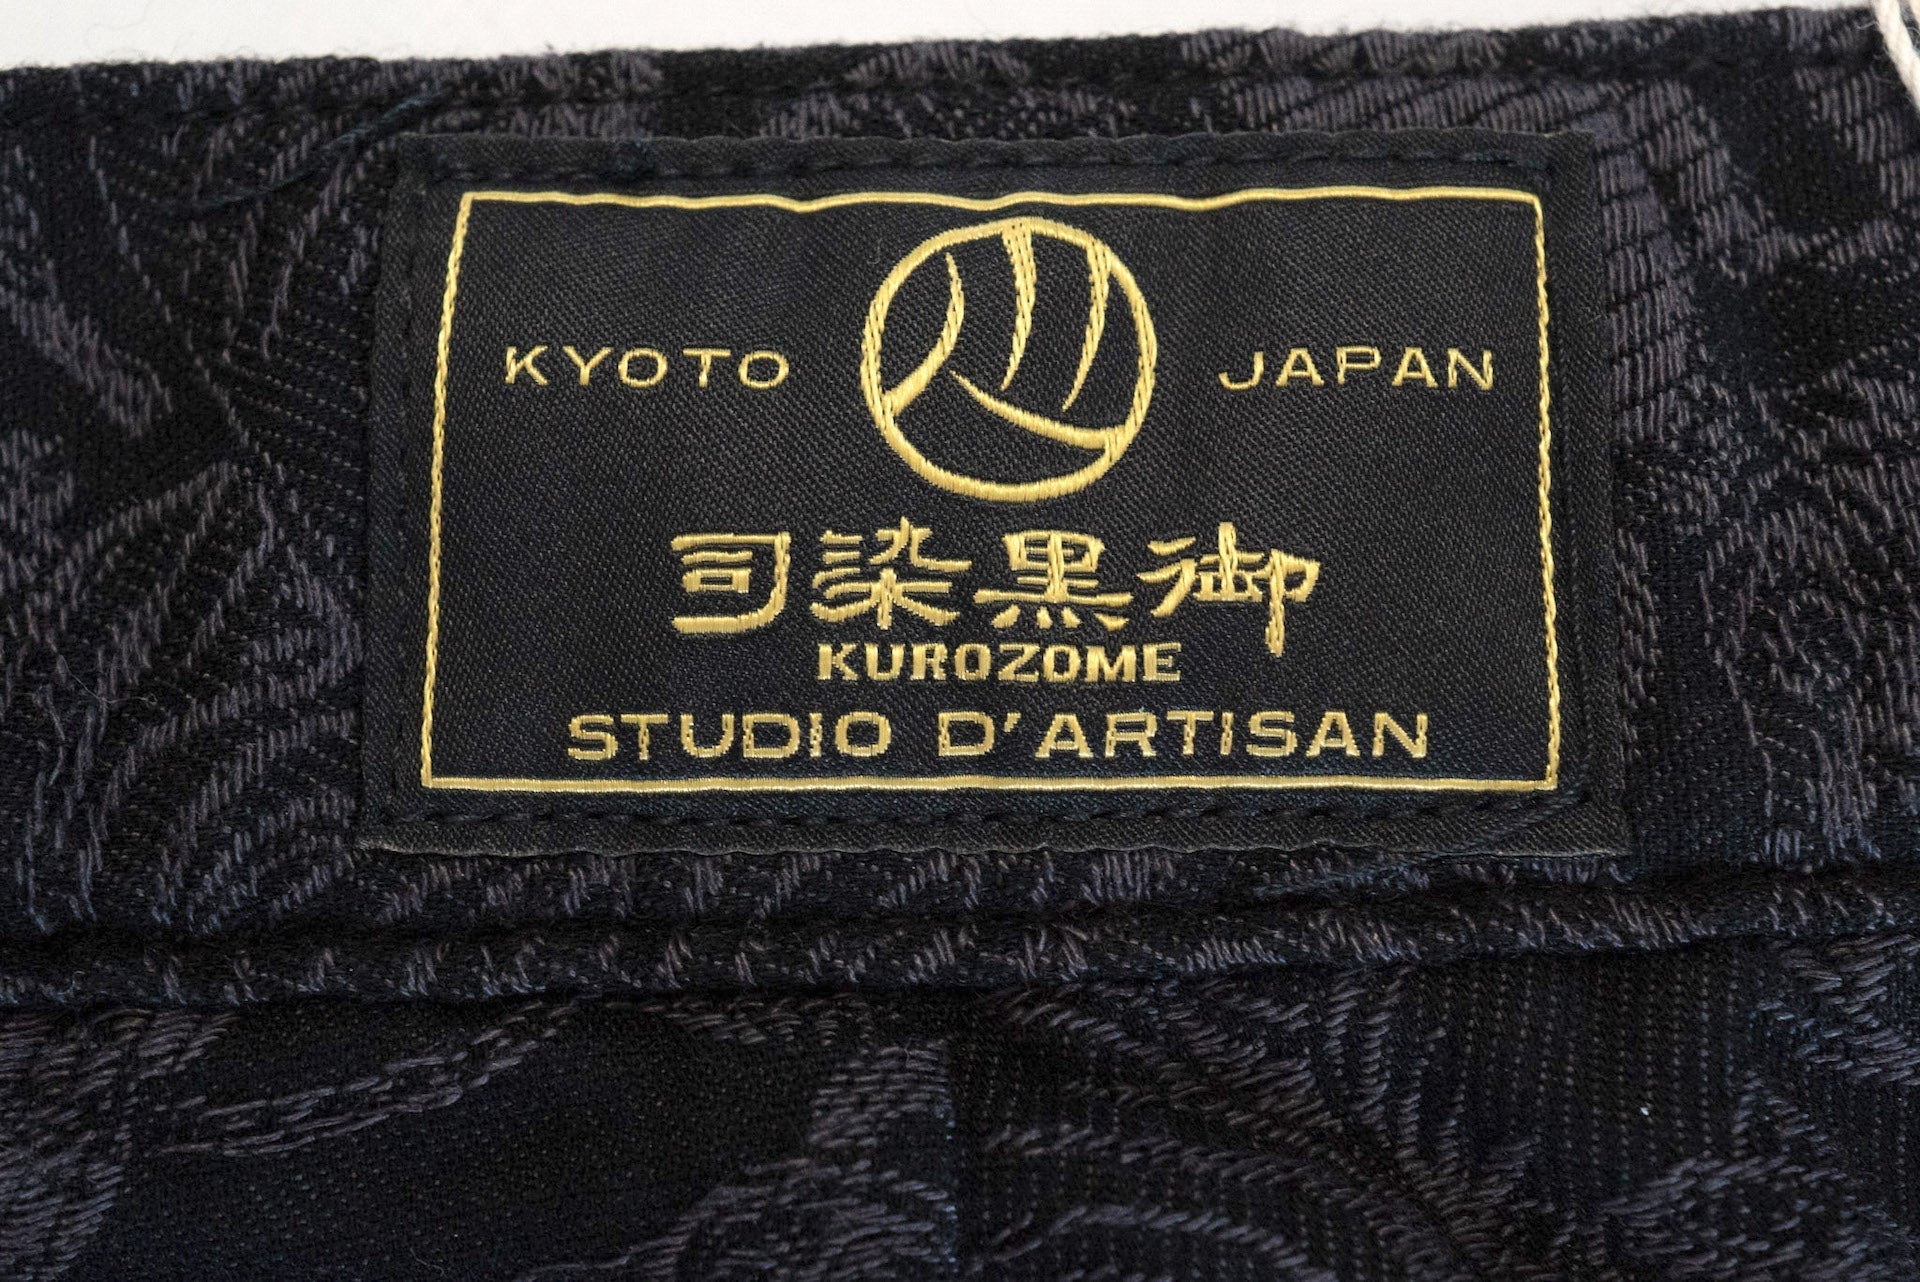 KYOTO JAPAN
司染黒御
KUROZOME
STUDIO D'ARTISAN